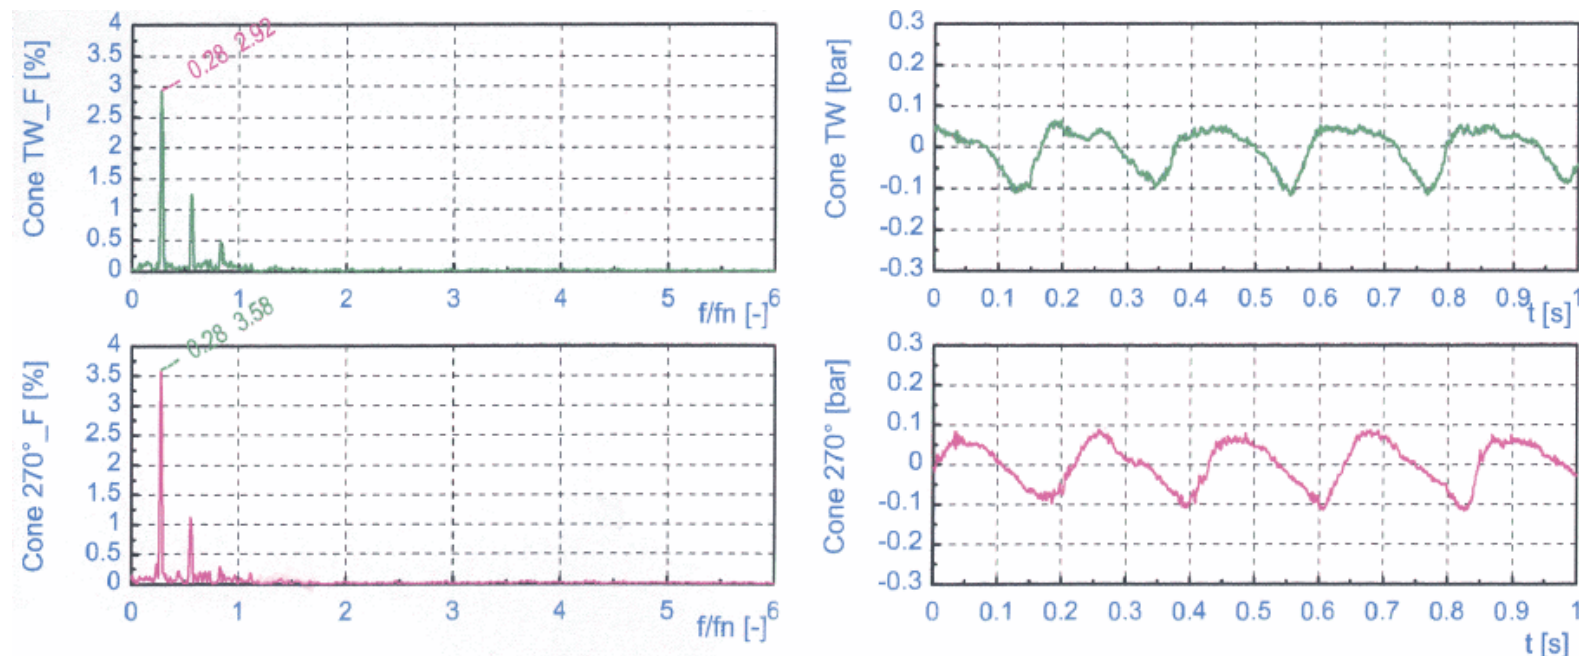 Cone TW_F [%]
4
3.5
3
2.5
2
1.5
1
0.5
0
0.28 2.92
0 1 2 3 4 5 6
f/fn [-]
Cone TW [bar]
0.3
0.2
0.1
0
-0.1
-0.2
-0.3
0 0.1 0.2 0.3 0.4 0.5 0.6 0.7 0.8 0.9 1
t [s]
Cone 270°_F [%]
4
3.5
3
2.5
2
1.5
1
0.5
0
0.28 3.58
0 1 2 3 4 5 6
f/fn [-]
Cone 270° [bar]
0.3
0.2
0.1
0
-0.1
-0.2
-0.3
0 0.1 0.2 0.3 0.4 0.5 0.6 0.7 0.8 0.9 1
t [s]